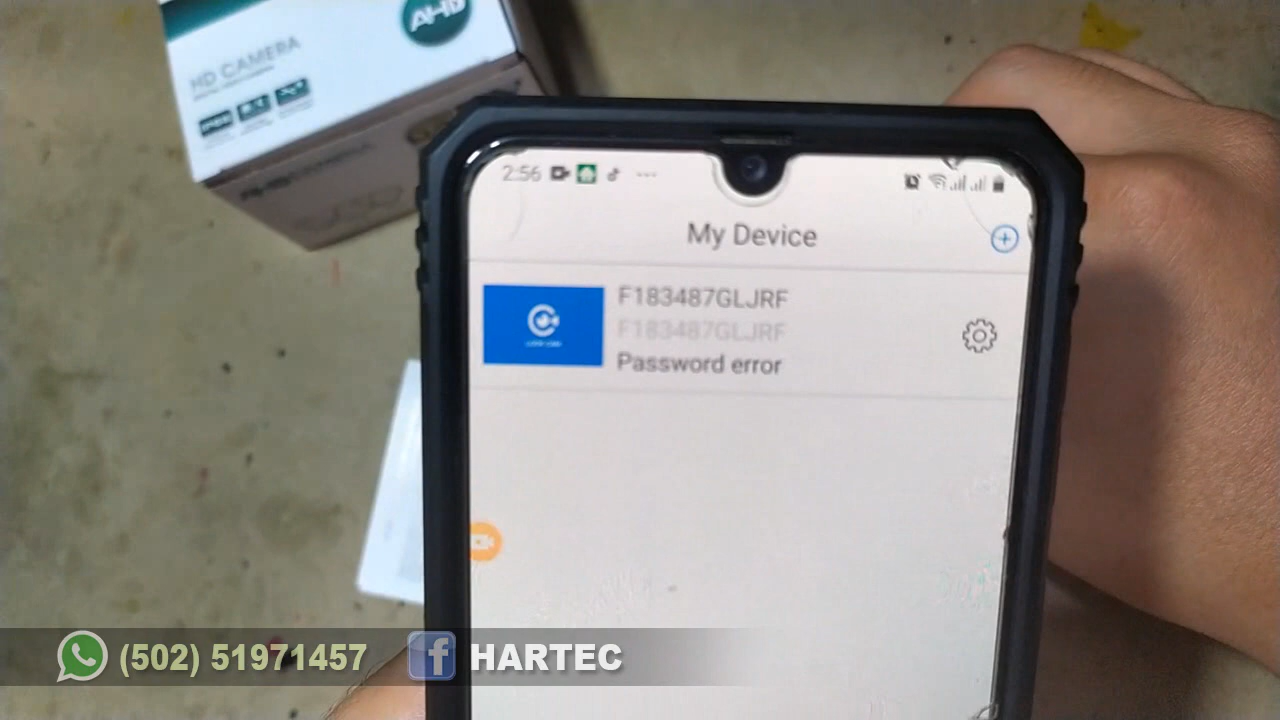 AHD
HD CAMERA
2:56
My Device
F183487GLJRF
F183487GLJRF
Password error
(502) 51971457
HARTEC